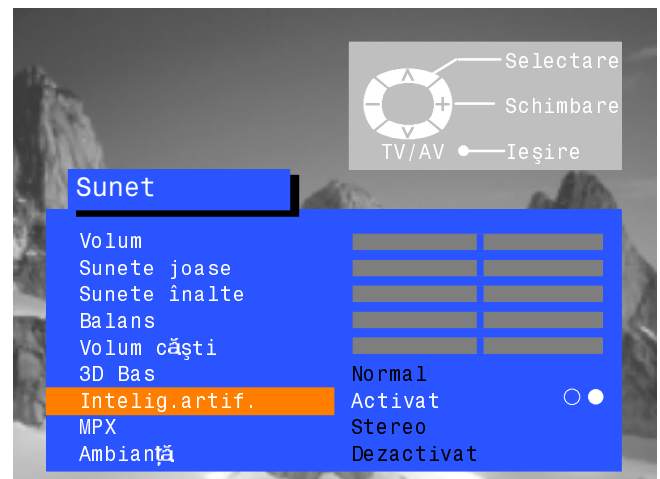 Selectare
Schimbare
TV/AV Ieşire
Sunet
Volum
Sunete joase
Sunete înalte
Balans
Volum căşti
3D Bas Normal
Intelig.artif. Activat
MPX Stereo
Ambianţă Dezactivat